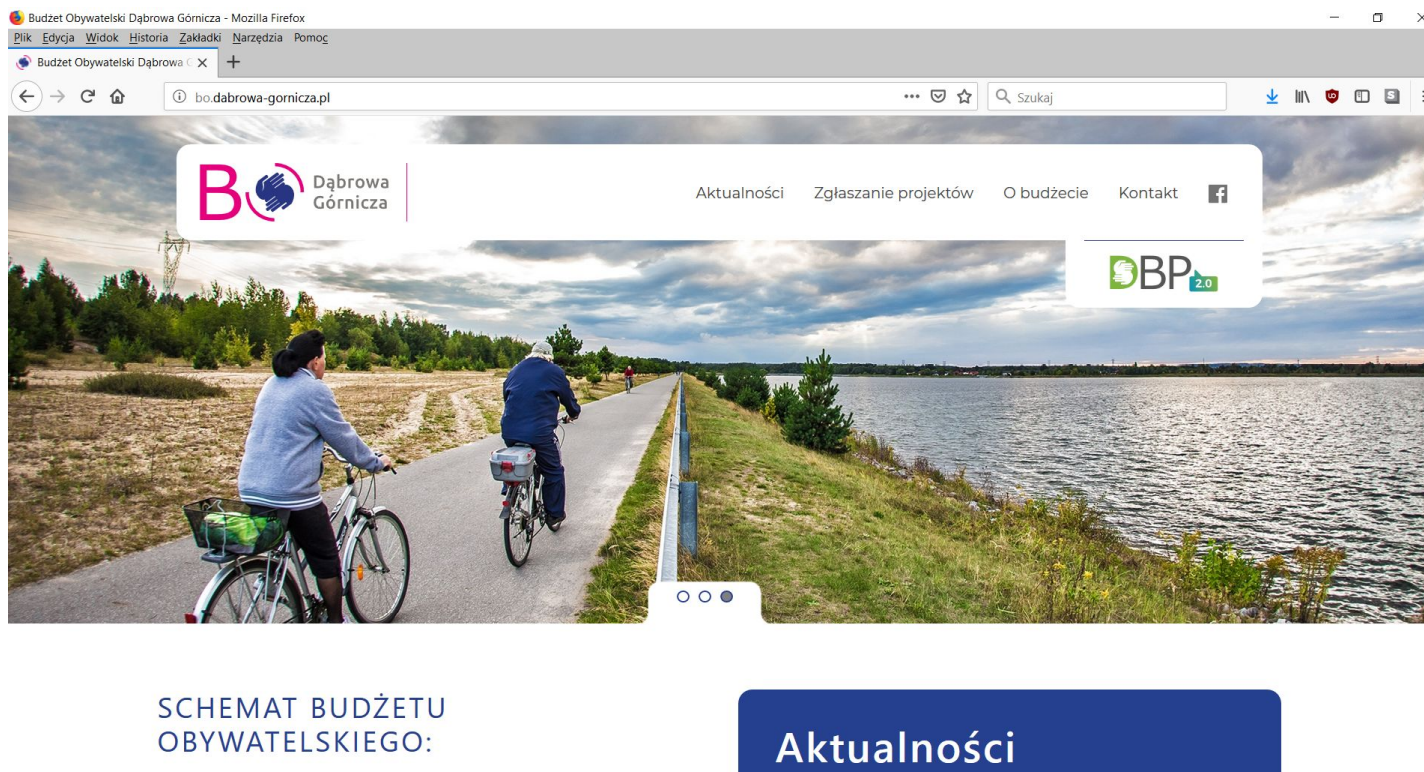 Budżet Obywatelski Dąbrowa Górnicza - Mozilla Firefox
Plik Edycja Widok Historia Zakładki Narzędzia Pomoc
Budżet Obywatelski Dąbrowa G
bo.dabrowa-gornicza.pl
Szukaj
BO Dąbrowa
Górnicza
Aktualności Zgłaszanie projektów O budżecie Kontakt
DBP 2.0
SCHEMAT BUDŻETU
OBYWATELSKIEGO:
Aktualności